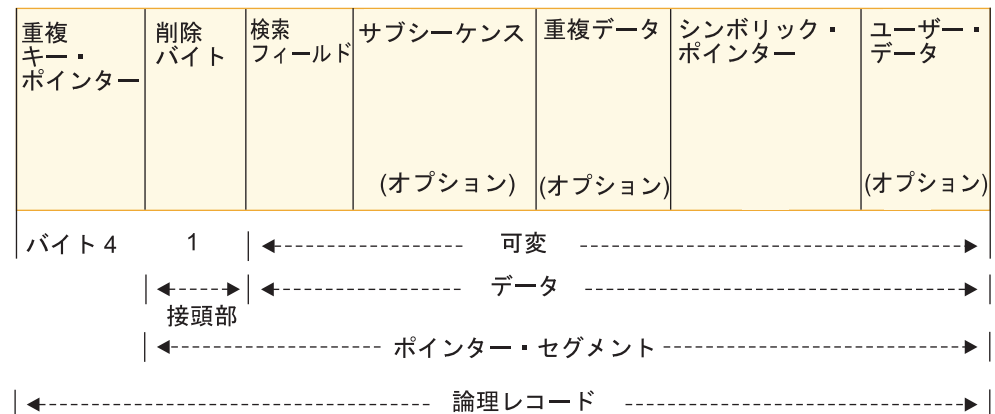 重複
キー・
ポインター
削除
バイト
検索
フィールド
サブシーケンス
(オプション)
重複データ
(オプション)
シンボリック・
ポインター
ユーザー・
データ
(オプション)
バイト 4
1
可変
データ
接頭部
ポインター・セグメント
論理レコード